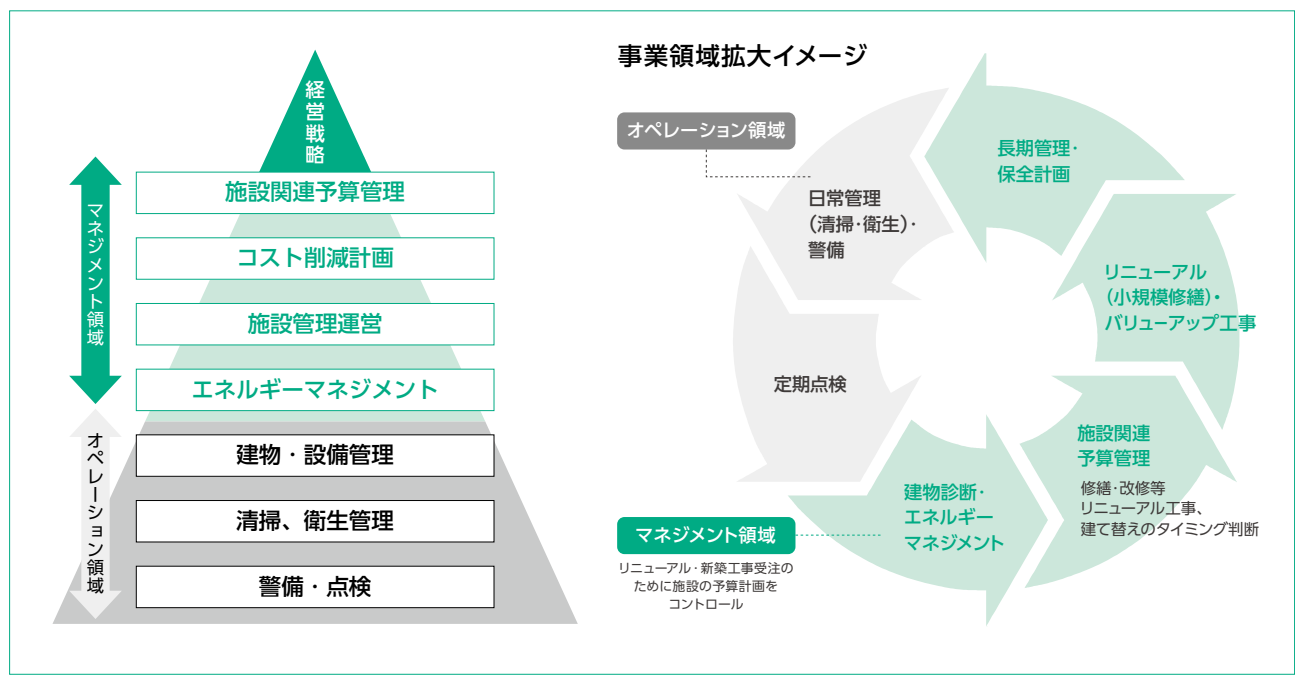 経営戦略
マネジメント領域
施設関連予算管理
コスト削減計画
施設管理運営
エネルギーマネジメント
オペレーション領域
建物・設備管理
清掃、衛生管理
警備・点検
事業領域拡大イメージ
オペレーション領域
日常管理
(清掃・衛生)・
警備
定期点検
長期管理・
保全計画
リニューアル
(小規模修繕)・
バリューアップ工事
施設関連
予算管理
修繕・改修等
リニューアル工事、
建て替えのタイミング判断
建物診断・
エネルギー
マネジメント
マネジメント領域
リニューアル・新築工事受注の
ために施設の予算計画を
コントロール